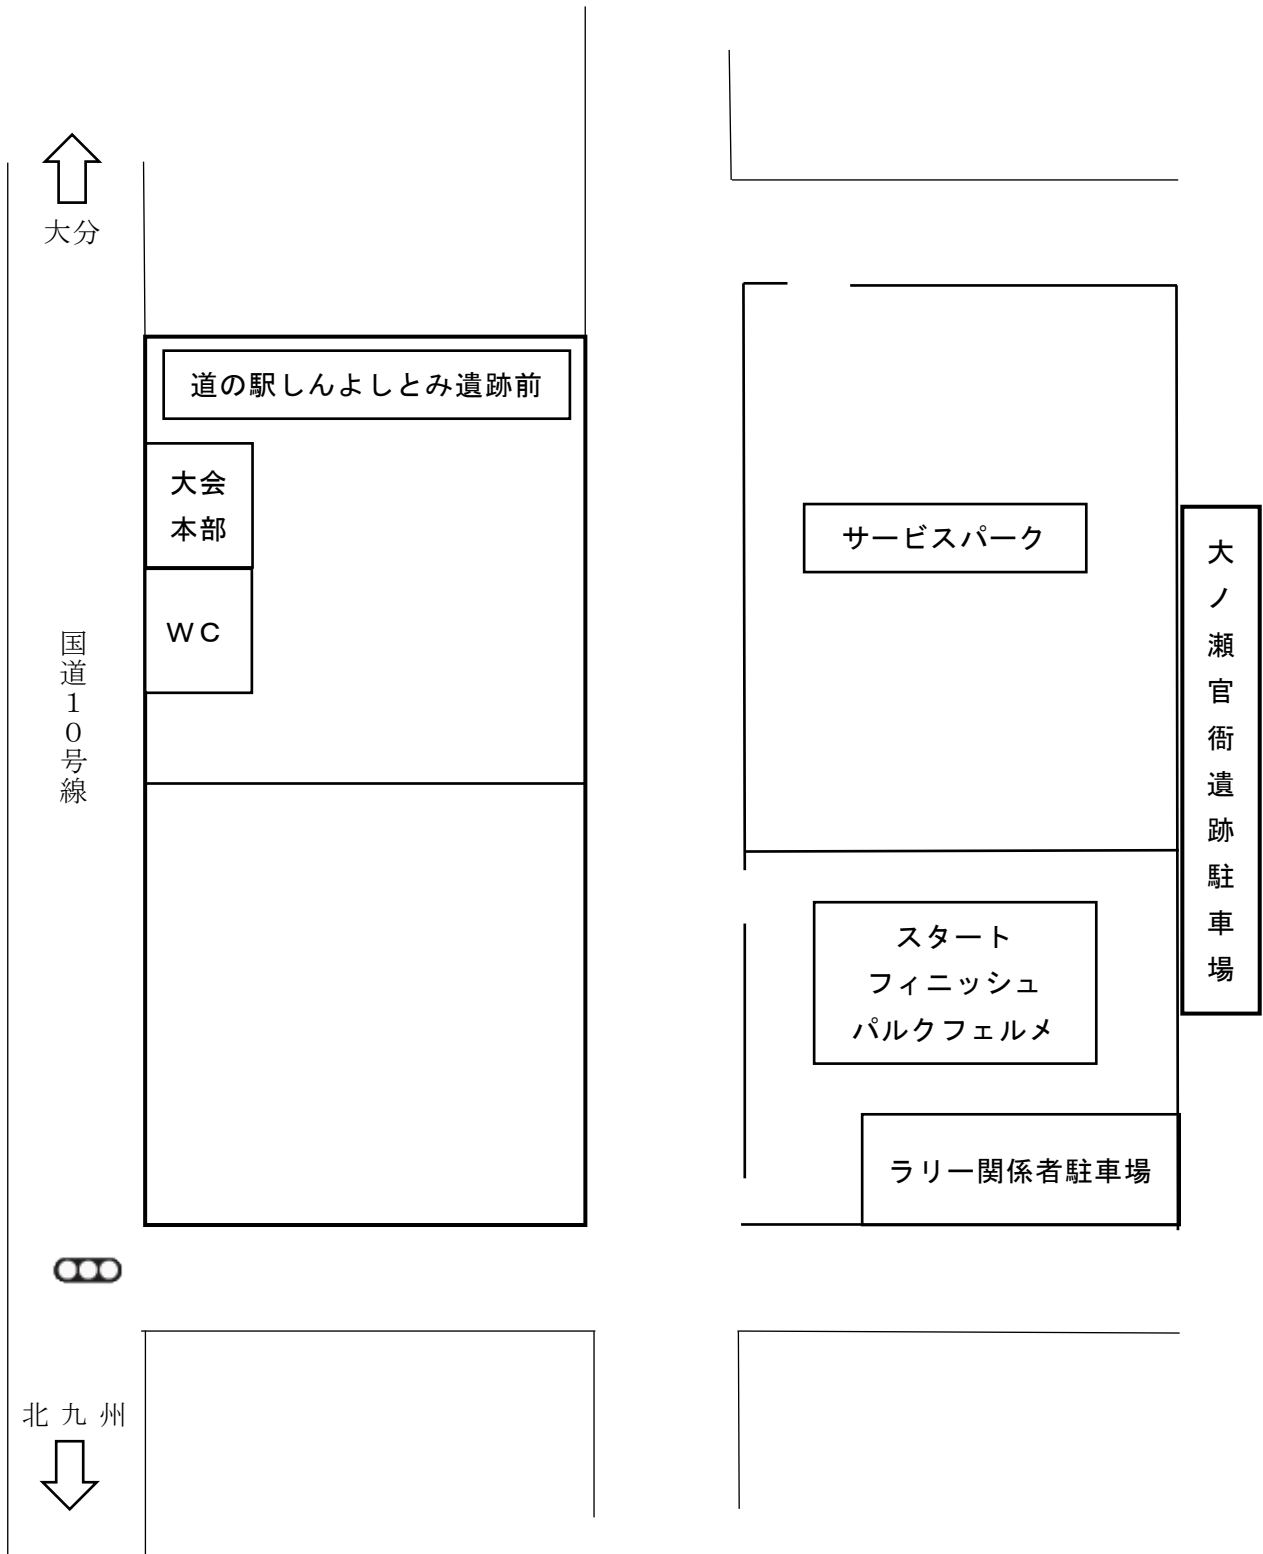 大分
道の駅しんよしとみ遺跡前
大会
本部
ＷＣ
国道１０号線
サービスパーク
大ノ瀬官衙遺跡駐車場
スタート
フィニッシュ
パルクフェルメ
ラリー関係者駐車場
北九州